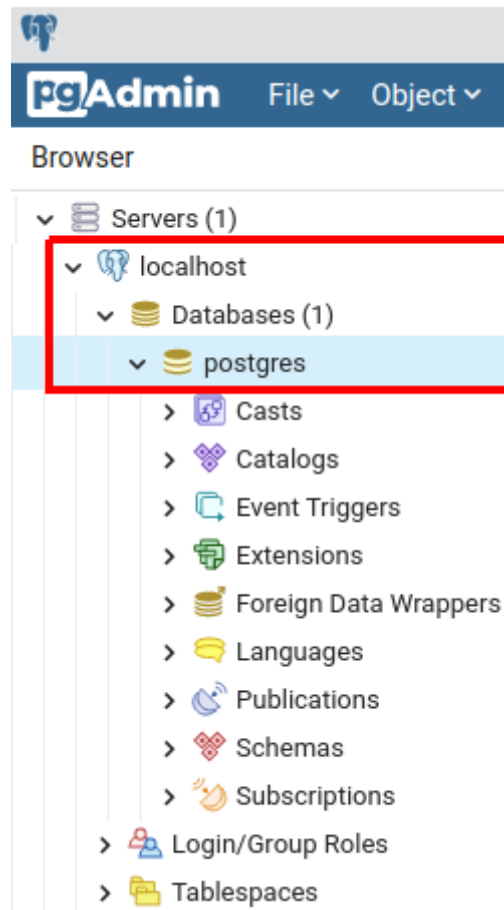 pgAdmin File Object
Browser
Servers (1)
localhost
Databases (1)
postgres
Casts
Catalogs
Event Triggers
Extensions
Foreign Data Wrappers
Languages
Publications
Schemas
Subscriptions
Login/Group Roles
Tablespaces